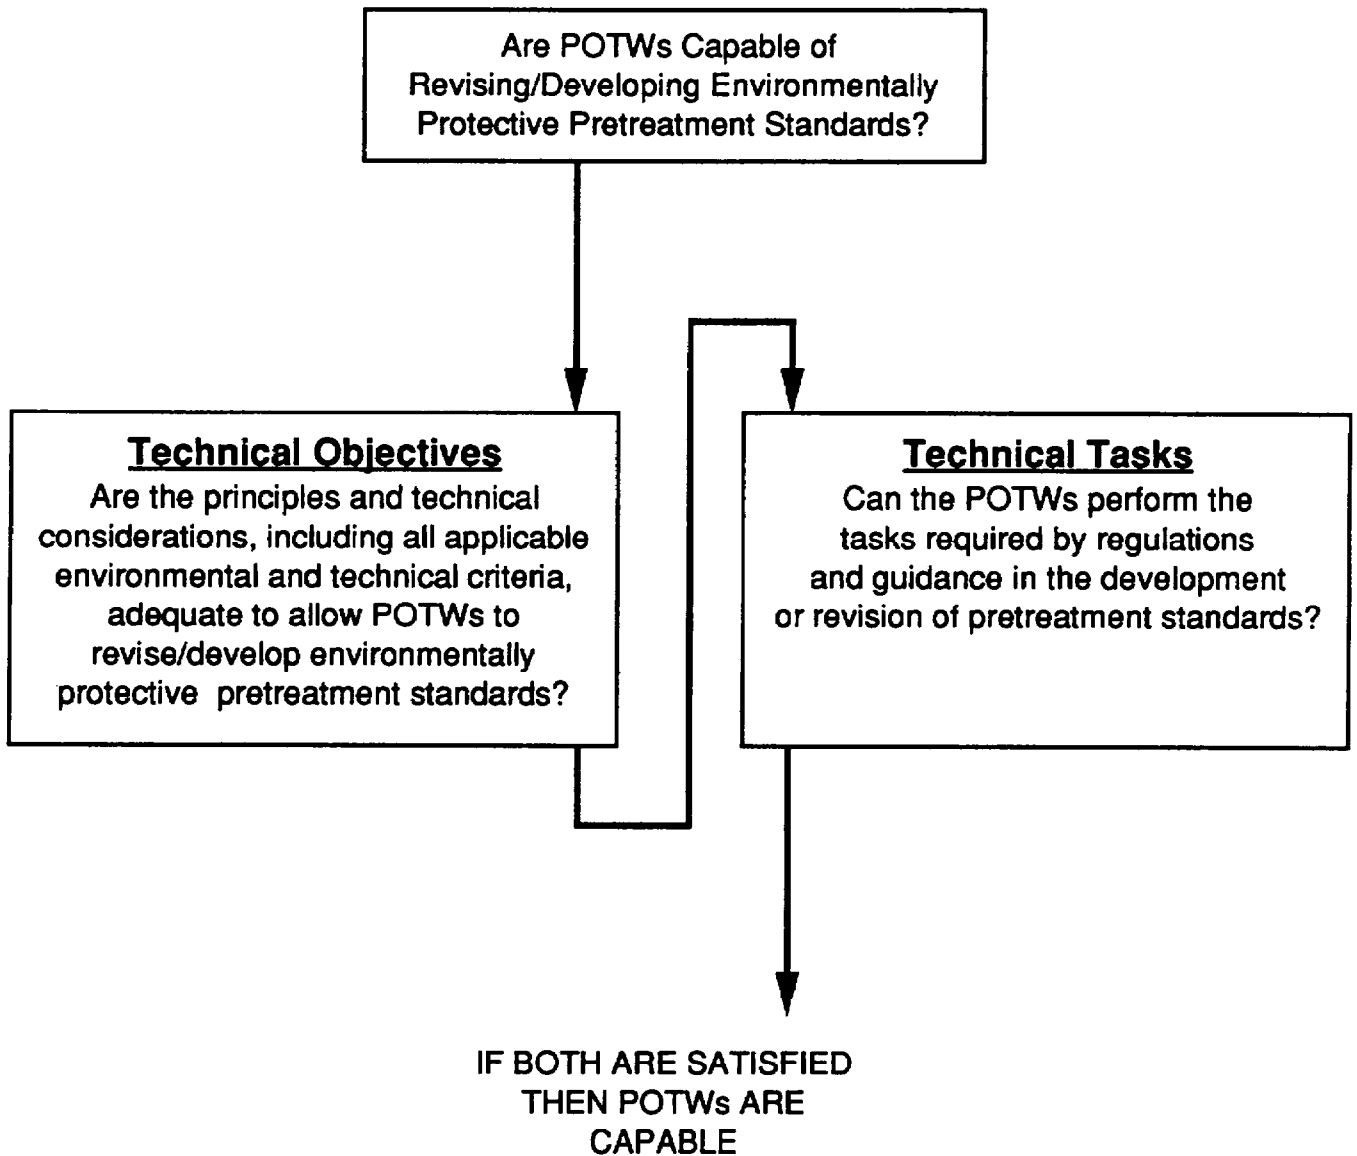 Are POTWs Capable of
Revising/Developing Environmentally
Protective Pretreatment Standards?
Technical Objectives
Are the principles and technical
considerations, including all applicable
environmental and technical criteria,
adequate to allow POTWs to
revise/develop environmentally
protective pretreatment standards?
Technical Tasks
Can the POTWs perform the
tasks required by regulations
and guidance in the development
or revision of pretreatment standards?
IF BOTH ARE SATISFIED
THEN POTWs ARE
CAPABLE